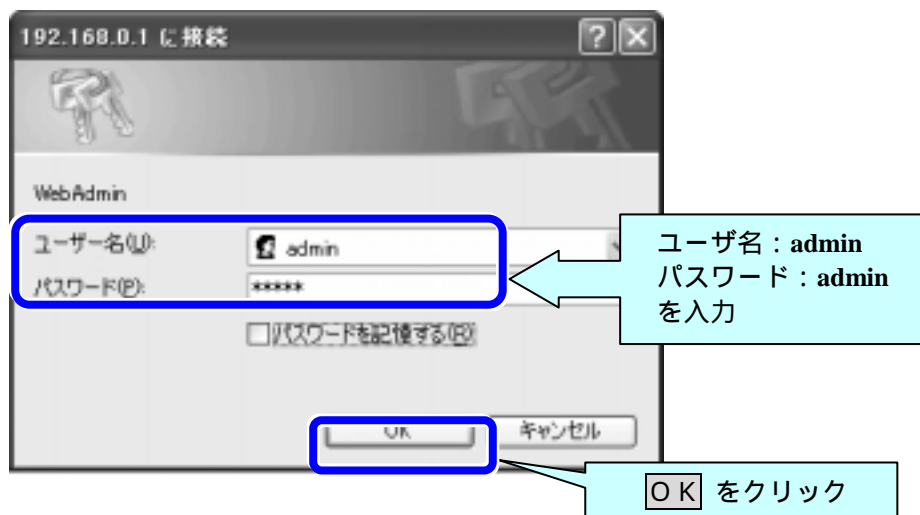 192.168.0.1 に接続
WebAdmin
ユーザー名(U):
admin
パスワード(P):
*****
ユーザ名：admin
パスワード：admin
を入力
パスワードを記憶する(R)
OK
キャンセル
ＯＫ をクリック